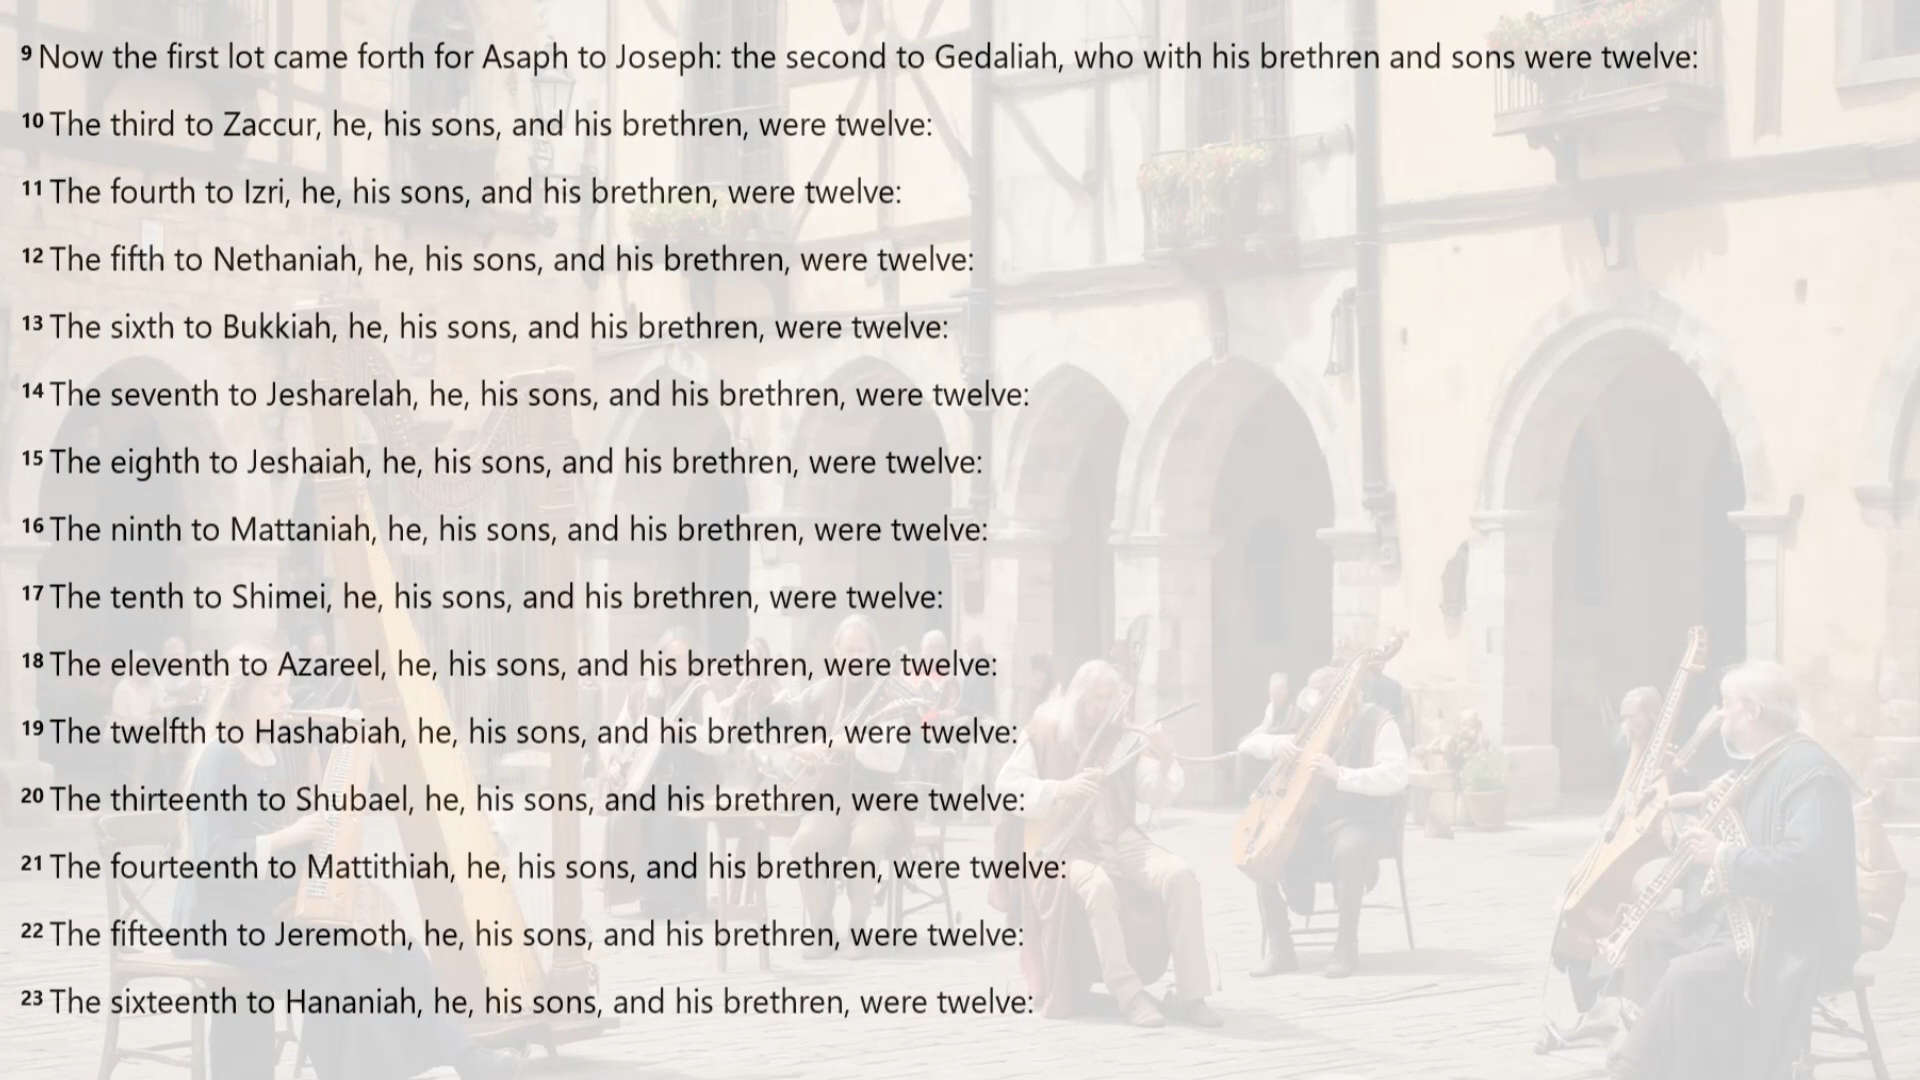 9 Now the first lot came forth for Asaph to Joseph: the second to Gedaliah, who with his brethren and sons were twelve:
10 The third to Zaccur, he, his sons, and his brethren, were twelve:
11 The fourth to Izri, he, his sons, and his brethren, were twelve:
12 The fifth to Nethaniah, he, his sons, and his brethren, were twelve:
13 The sixth to Bukkiah, he, his sons, and his brethren, were twelve:
14 The seventh to Jesharelah, he, his sons, and his brethren, were twelve:
15 The eighth to Jeshaiah, he, his sons, and his brethren, were twelve:
16 The ninth to Mattaniah, he, his sons, and his brethren, were twelve:
17 The tenth to Shimei, he, his sons, and his brethren, were twelve:
18 The eleventh to Azareel, he, his sons, and his brethren, were twelve:
19 The twelfth to Hashabiah, he, his sons, and his brethren, were twelve:
20 The thirteenth to Shubael, he, his sons, and his brethren, were twelve:
21 The fourteenth to Mattithiah, he, his sons, and his brethren, were twelve:
22 The fifteenth to Jeremoth, he, his sons, and his brethren, were twelve:
23 The sixteenth to Hananiah, he, his sons, and his brethren, were twelve: